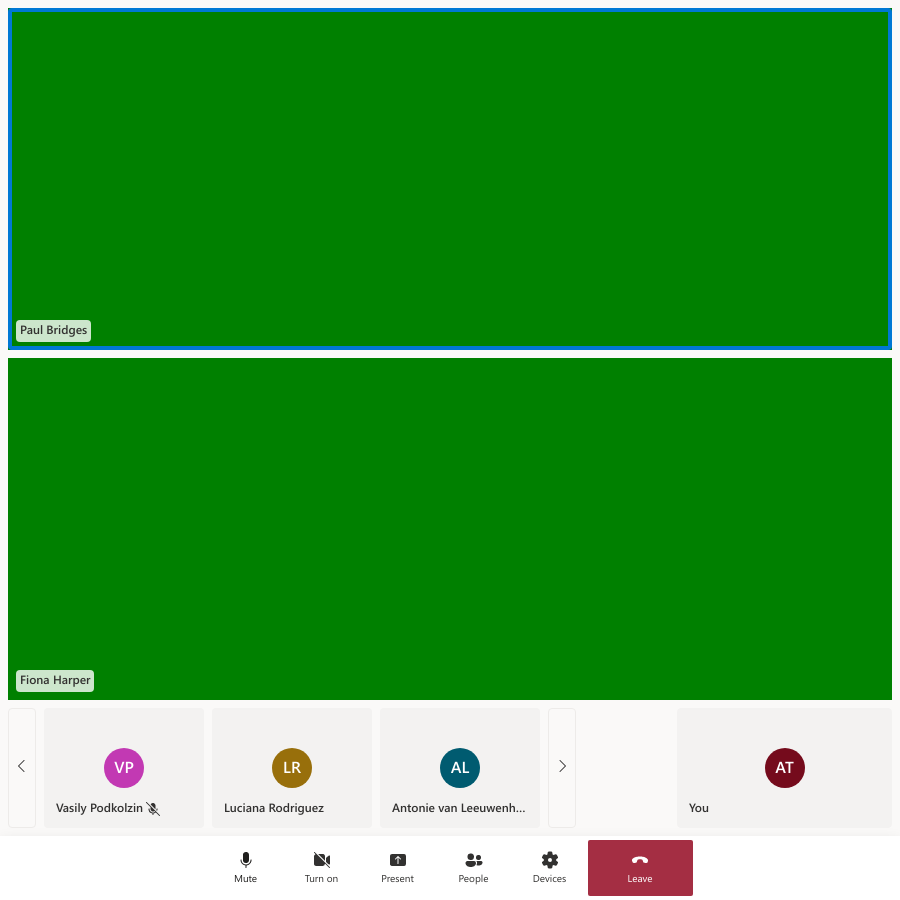 Paul Bridges
Fiona Harper
VP
Vasily Podkolzin
LR
Luciana Rodriguez
AL
Antonie van Leeuwenh...
AT
You
Mute
Turn on
Present
People
Devices
Leave